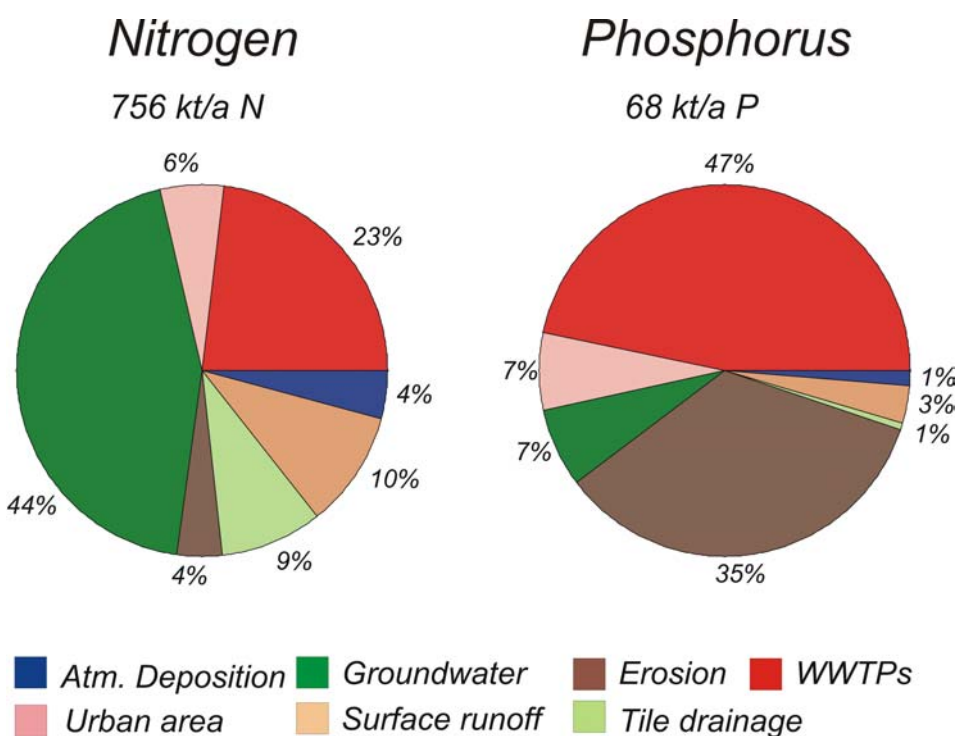 Nitrogen
756 kt/a N
6%
23%
4%
10%
9%
4%
44%
Phosphorus
68 kt/a P
47%
1%
3%
1%
35%
7%
7%
Atm. Deposition
Groundwater
Erosion
WWTPs
Urban area
Surface runoff
Tile drainage